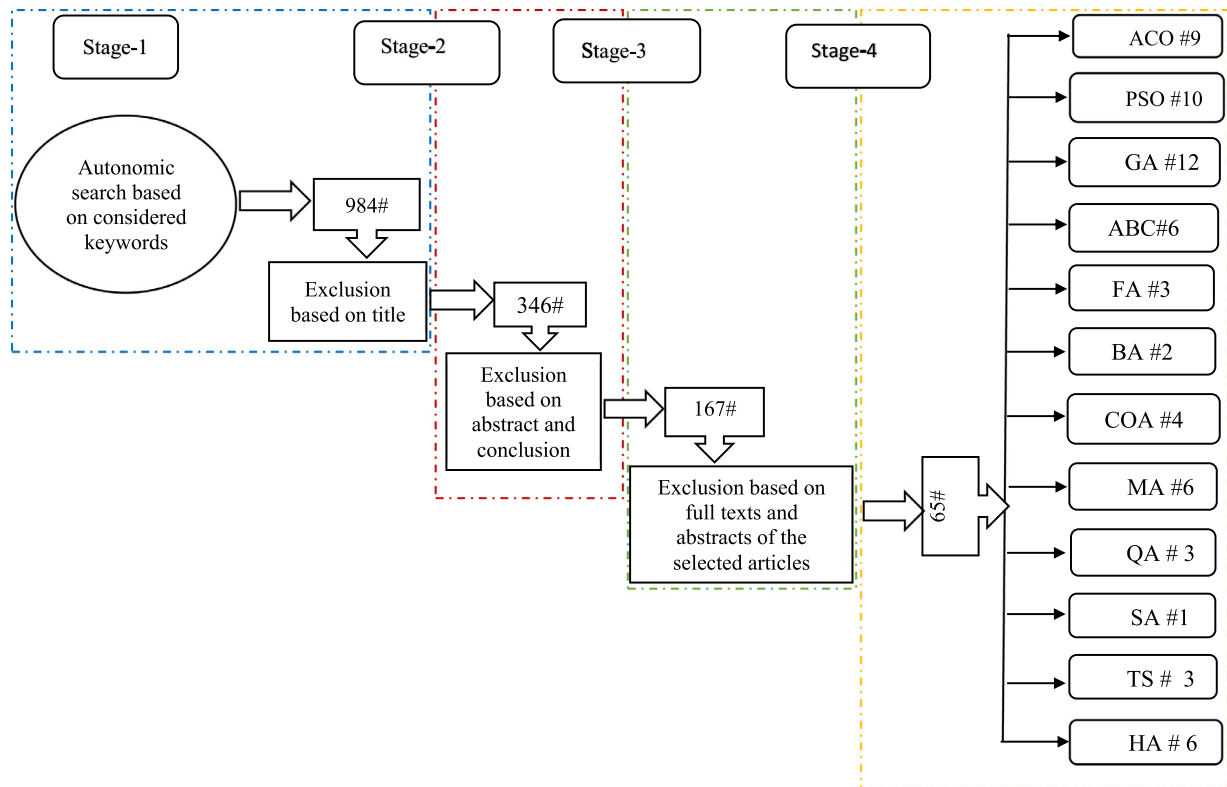 Stage-1
Stage-2
Stage-3
Stage-4
Autonomic
search based
on considered
keywords
984#
Exclusion
based on title
346#
Exclusion
based on
abstract and
conclusion
167#
Exclusion based on
full texts and
abstracts of the
selected articles
65#
ACO #9
PSO #10
GA #12
ABC#6
FA #3
BA #2
COA #4
MA #6
QA # 3
SA #1
TS #  3
HA # 6